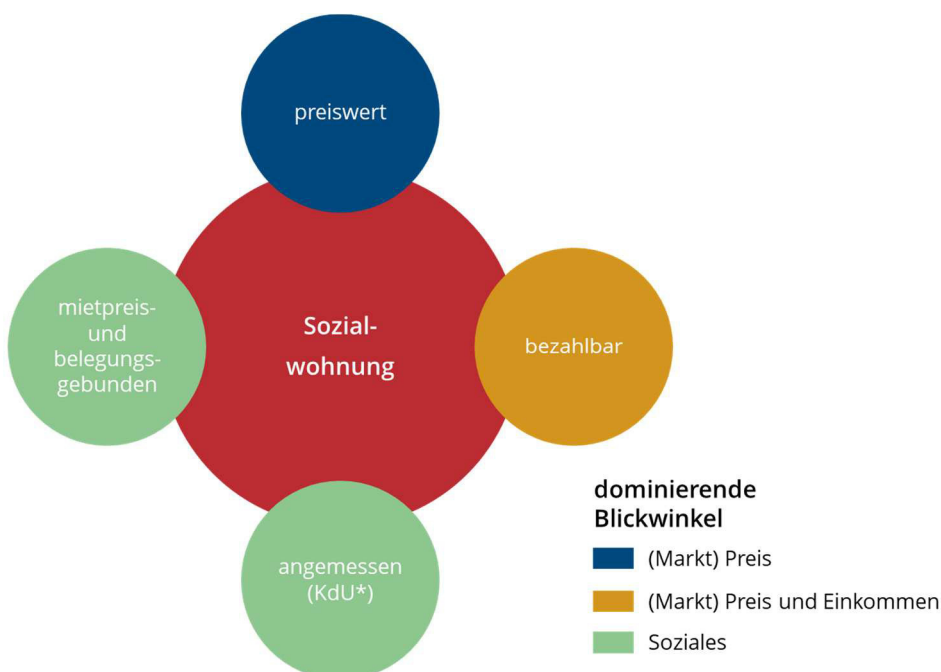 preiswert
mietpreis-
und
belegungs-
gebunden
Sozial-
wohnung
bezahlbar
angemessen
(KdU*)
dominierende
Blickwinkel
(Markt) Preis
(Markt) Preis und Einkommen
Soziales